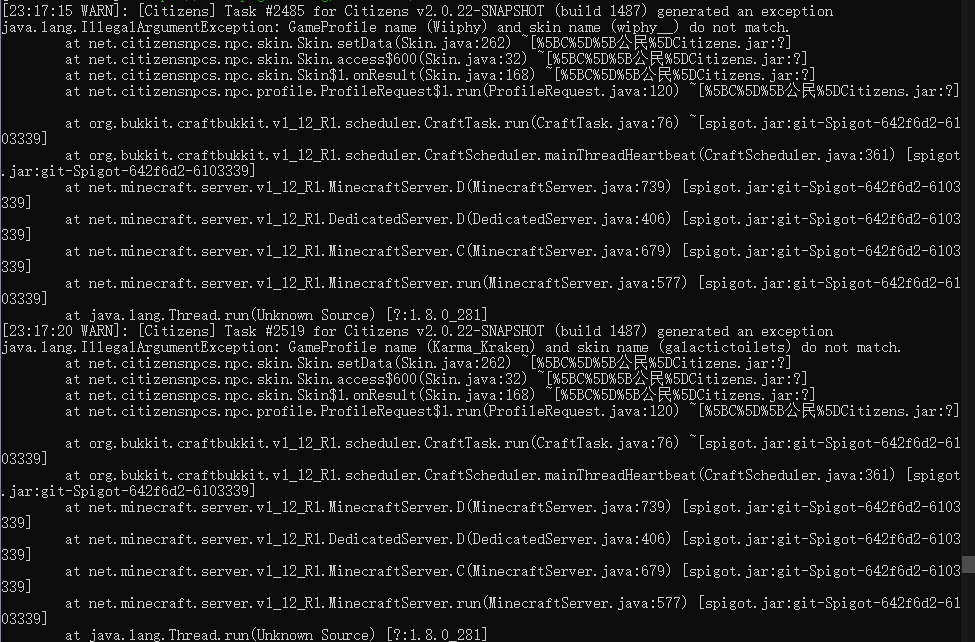 [23:17:15 WARN]: [Citizens] Task #2485 for Citizens v2.0.22-SNAPSHOT (build 1487) generated an exception
java.lang.IllegalArgumentException: GameProfile name (Wiiphy) and skin name (wiphy__) do not match.
at net.citizensnpcs.npc.skin.Skin.setData(Skin.java:262) ~[%5BC%5D%5B公民%5DCitizens.jar:?]
at net.citizensnpcs.npc.skin.Skin.access$600(Skin.java:32) ~[%5BC%5D%5B公民%5DCitizens.jar:?]
at net.citizensnpcs.npc.skin.Skin$1.onResult(Skin.java:168) ~[%5BC%5D%5B公民%5DCitizens.jar:?]
at net.citizensnpcs.npc.profile.ProfileRequest$1.run(ProfileRequest.java:120) ~[%5BC%5D%5B公民%5DCitizens.jar:?]
at org.bukkit.craftbukkit.v1_12_R1.scheduler.CraftTask.run(CraftTask.java:76) ~[spigot.jar:git-Spigot-642f6d2-61
03339]
at org.bukkit.craftbukkit.v1_12_R1.scheduler.CraftScheduler.mainThreadHeartbeat(CraftScheduler.java:361) [spigot
.jar:git-Spigot-642f6d2-6103339]
at net.minecraft.server.v1_12_R1.MinecraftServer.D(MinecraftServer.java:739) [spigot.jar:git-Spigot-642f6d2-6103
339]
at net.minecraft.server.v1_12_R1.DedicatedServer.D(DedicatedServer.java:406) [spigot.jar:git-Spigot-642f6d2-6103
339]
at net.minecraft.server.v1_12_R1.MinecraftServer.C(MinecraftServer.java:679) [spigot.jar:git-Spigot-642f6d2-6103
339]
at net.minecraft.server.v1_12_R1.MinecraftServer.run(MinecraftServer.java:577) [spigot.jar:git-Spigot-642f6d2-61
03339]
at java.lang.Thread.run(Unknown Source) [?:1.8.0_281]
[23:17:20 WARN]: [Citizens] Task #2519 for Citizens v2.0.22-SNAPSHOT (build 1487) generated an exception
java.lang.IllegalArgumentException: GameProfile name (Karma_Kraken) and skin name (galactictoilets) do not match.
at net.citizensnpcs.npc.skin.Skin.setData(Skin.java:262) ~[%5BC%5D%5B公民%5DCitizens.jar:?]
at net.citizensnpcs.npc.skin.Skin.access$600(Skin.java:32) ~[%5BC%5D%5B公民%5DCitizens.jar:?]
at net.citizensnpcs.npc.skin.Skin$1.onResult(Skin.java:168) ~[%5BC%5D%5B公民%5DCitizens.jar:?]
at net.citizensnpcs.npc.profile.ProfileRequest$1.run(ProfileRequest.java:120) ~[%5BC%5D%5B公民%5DCitizens.jar:?]
at org.bukkit.craftbukkit.v1_12_R1.scheduler.CraftTask.run(CraftTask.java:76) ~[spigot.jar:git-Spigot-642f6d2-61
03339]
at org.bukkit.craftbukkit.v1_12_R1.scheduler.CraftScheduler.mainThreadHeartbeat(CraftScheduler.java:361) [spigot
.jar:git-Spigot-642f6d2-6103339]
at net.minecraft.server.v1_12_R1.MinecraftServer.D(MinecraftServer.java:739) [spigot.jar:git-Spigot-642f6d2-6103
339]
at net.minecraft.server.v1_12_R1.DedicatedServer.D(DedicatedServer.java:406) [spigot.jar:git-Spigot-642f6d2-6103
339]
at net.minecraft.server.v1_12_R1.MinecraftServer.C(MinecraftServer.java:679) [spigot.jar:git-Spigot-642f6d2-6103
339]
at net.minecraft.server.v1_12_R1.MinecraftServer.run(MinecraftServer.java:577) [spigot.jar:git-Spigot-642f6d2-61
03339]
at java.lang.Thread.run(Unknown Source) [?:1.8.0_281]